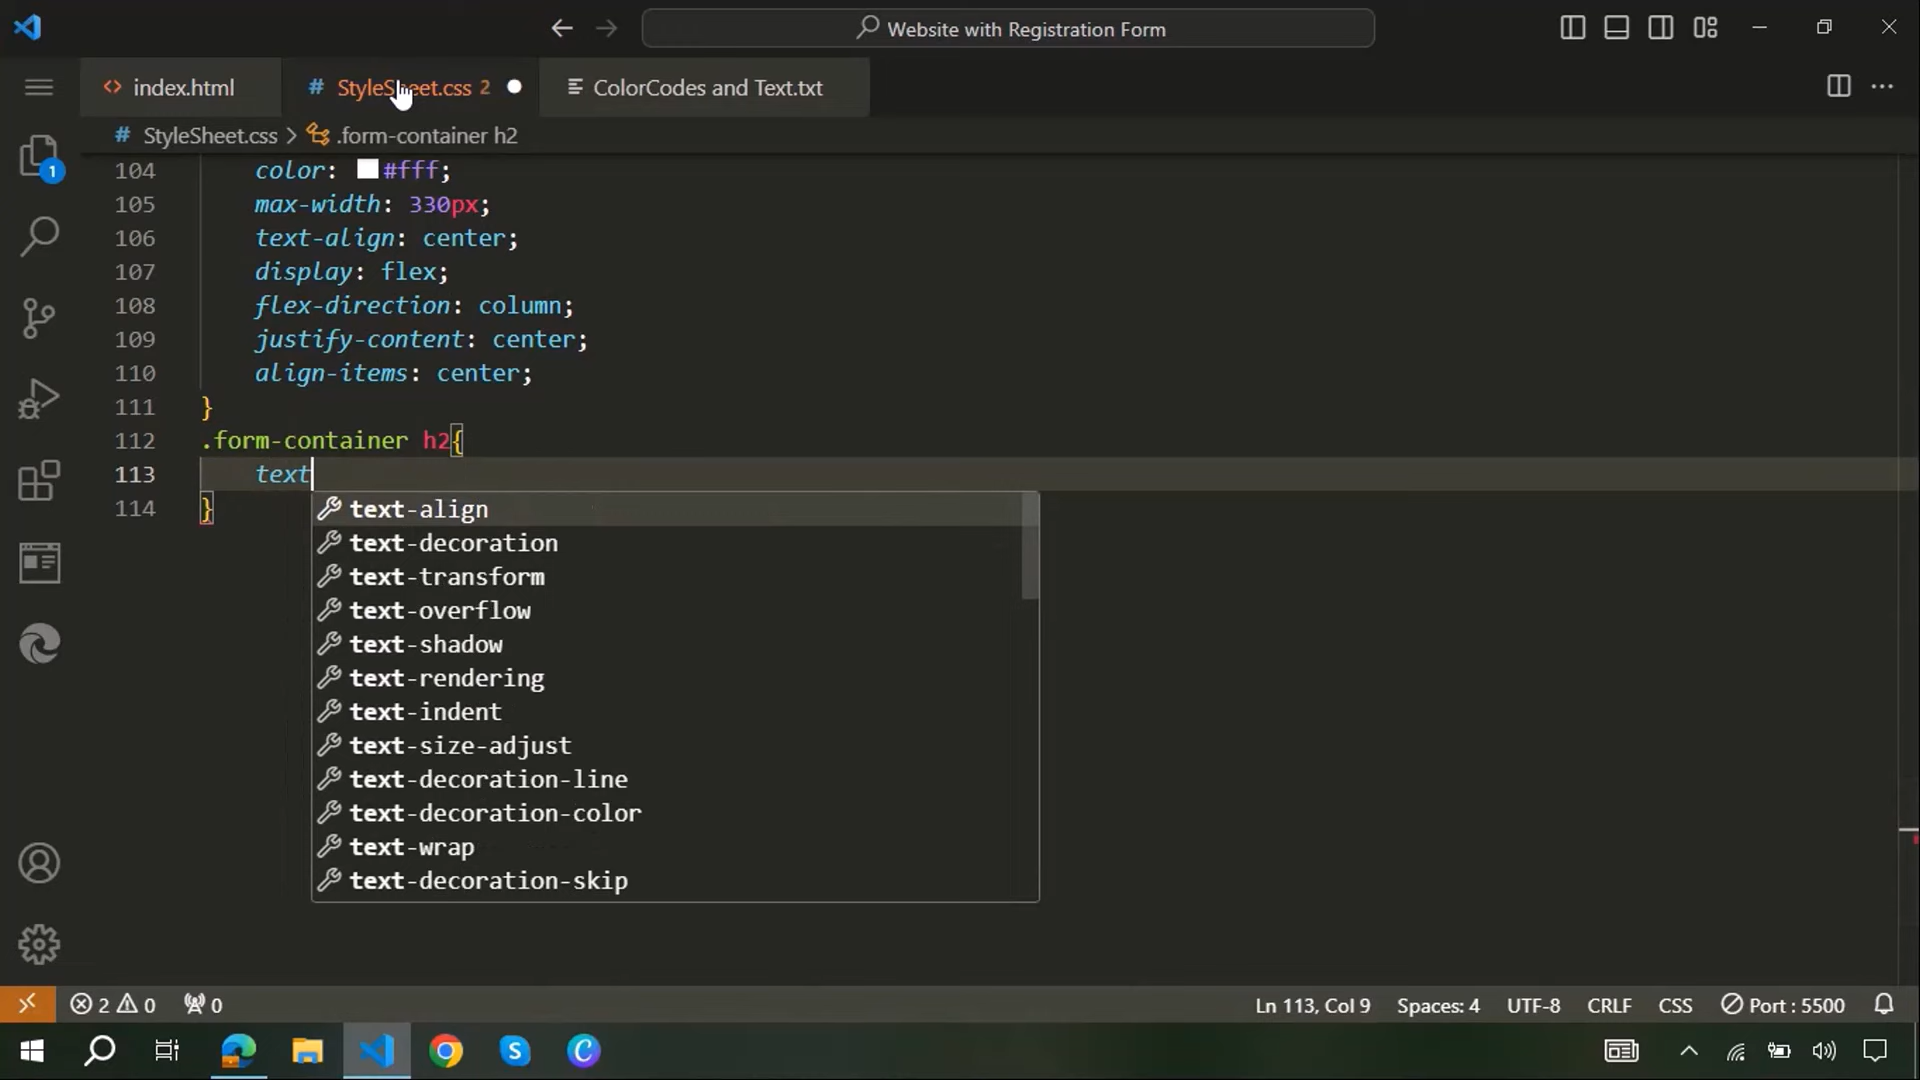 Website with Registration Form
index.html
StyleSheet.css 2
ColorCodes and Text.txt
StyleSheet.css > .form-container h2
104 color: #fff;
105 max-width: 330px;
106 text-align: center;
107 display: flex;
108 flex-direction: column;
109 justify-content: center;
110 align-items: center;
111 }
112 .form-container h2{
113 text
114 }
text-align
text-decoration
text-transform
text-overflow
text-shadow
text-rendering
text-indent
text-size-adjust
text-decoration-line
text-decoration-color
text-wrap
text-decoration-skip
1
2 0 0 Ln 113, Col 9 Spaces: 4 UTF-8 CRLF CSS Port : 5500